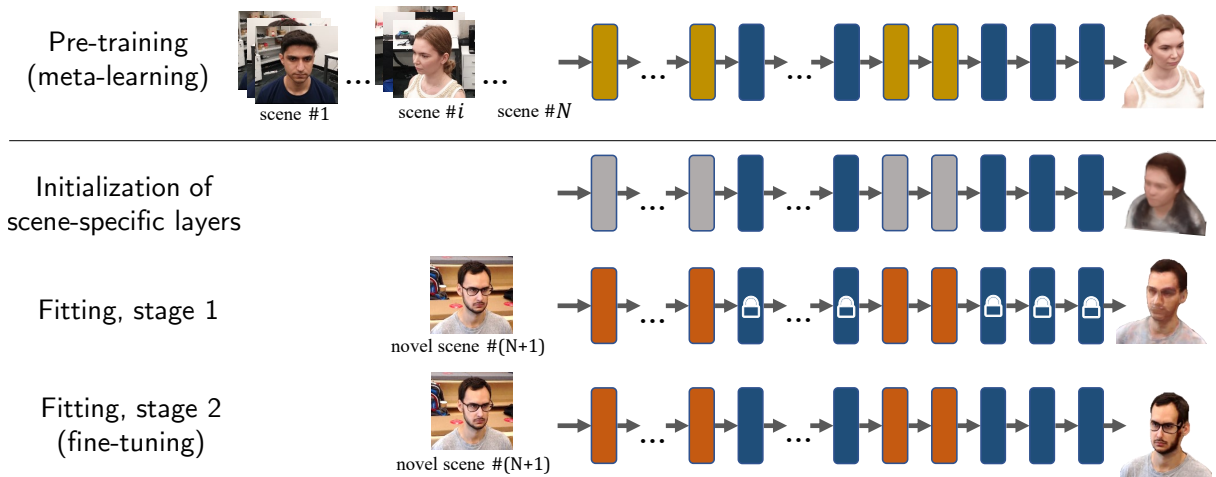 Pre-training
(meta-learning)
...
...
scene #1
scene #i
scene #N
...
...
Initialization of
scene-specific layers
...
...
Fitting, stage 1
novel scene #(N+1)
...
...
Fitting, stage 2
(fine-tuning)
novel scene #(N+1)
...
...